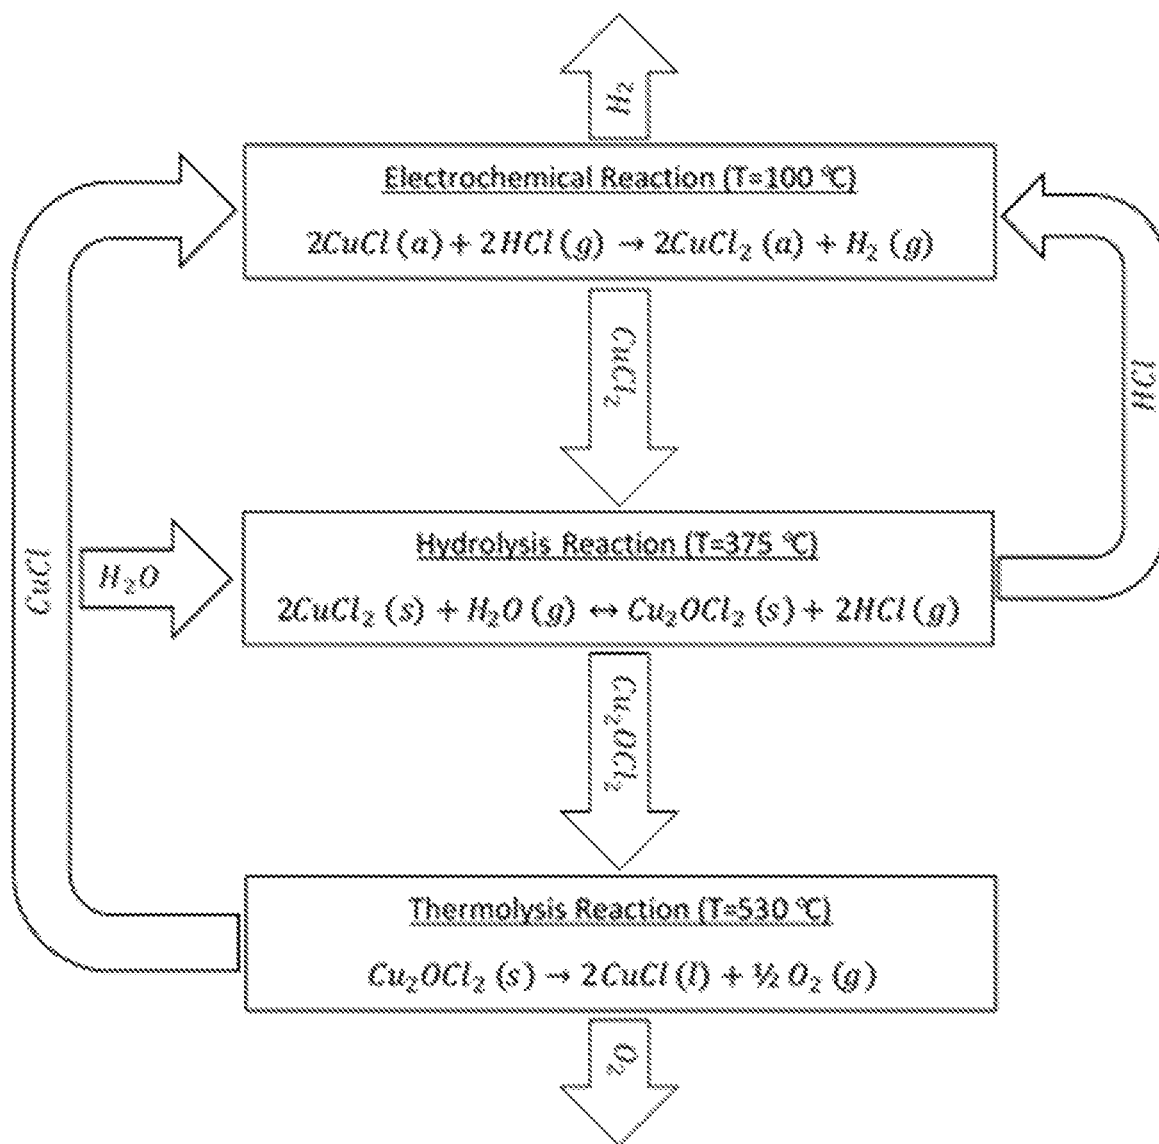 H₂
Electrochemical Reaction (T=100 ℃)
2CuCl (a) + 2HCl (g) → 2CuCl₂ (a) + H₂ (g)
CuCl₂
HCl
CuCl
H₂O
Hydrolysis Reaction (T=375 ℃)
2CuCl₂ (s) + H₂O (g) ↔ Cu₂OCl₂ (s) + 2HCl (g)
Cu₂OCl₂
Thermolysis Reaction (T=530 ℃)
Cu₂OCl₂ (s) → 2CuCl (l) + ½ O₂ (g)
O₂